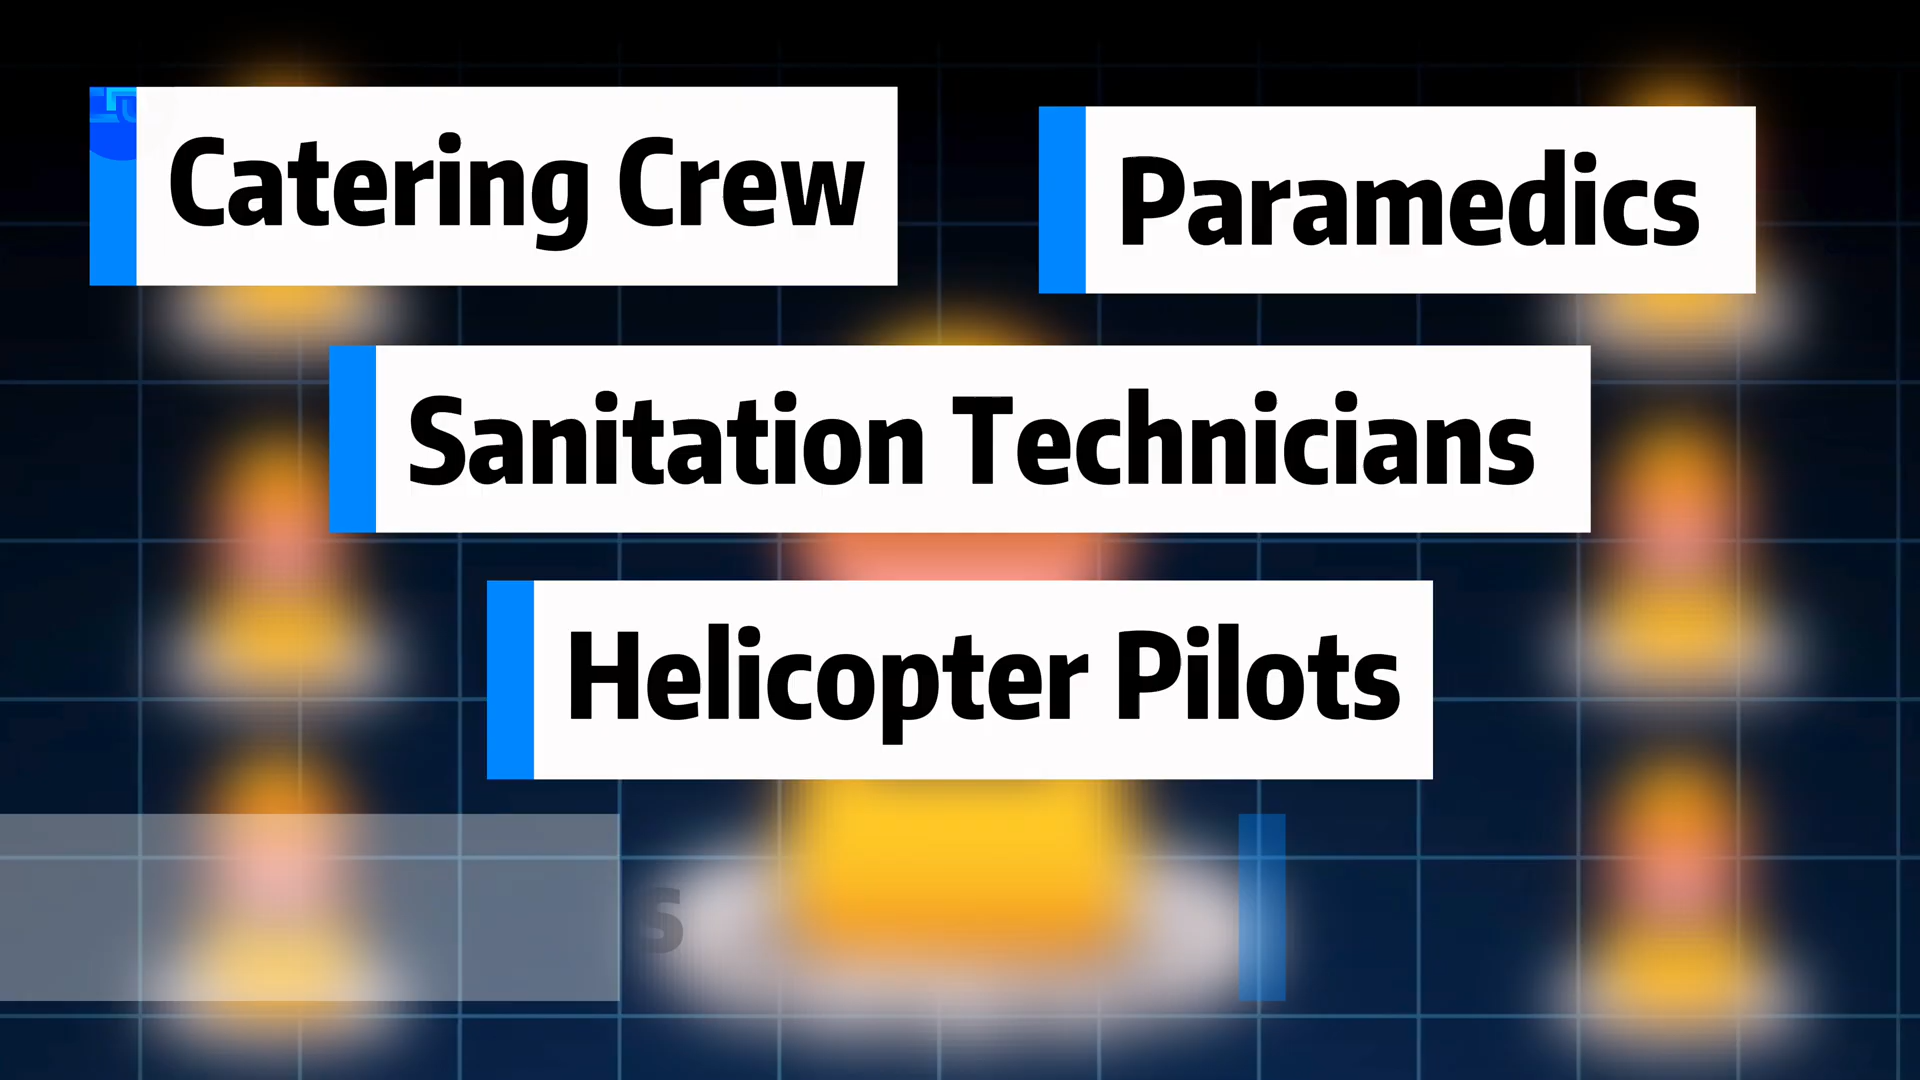 Catering Crew
Paramedics
Sanitation Technicians
Helicopter Pilots